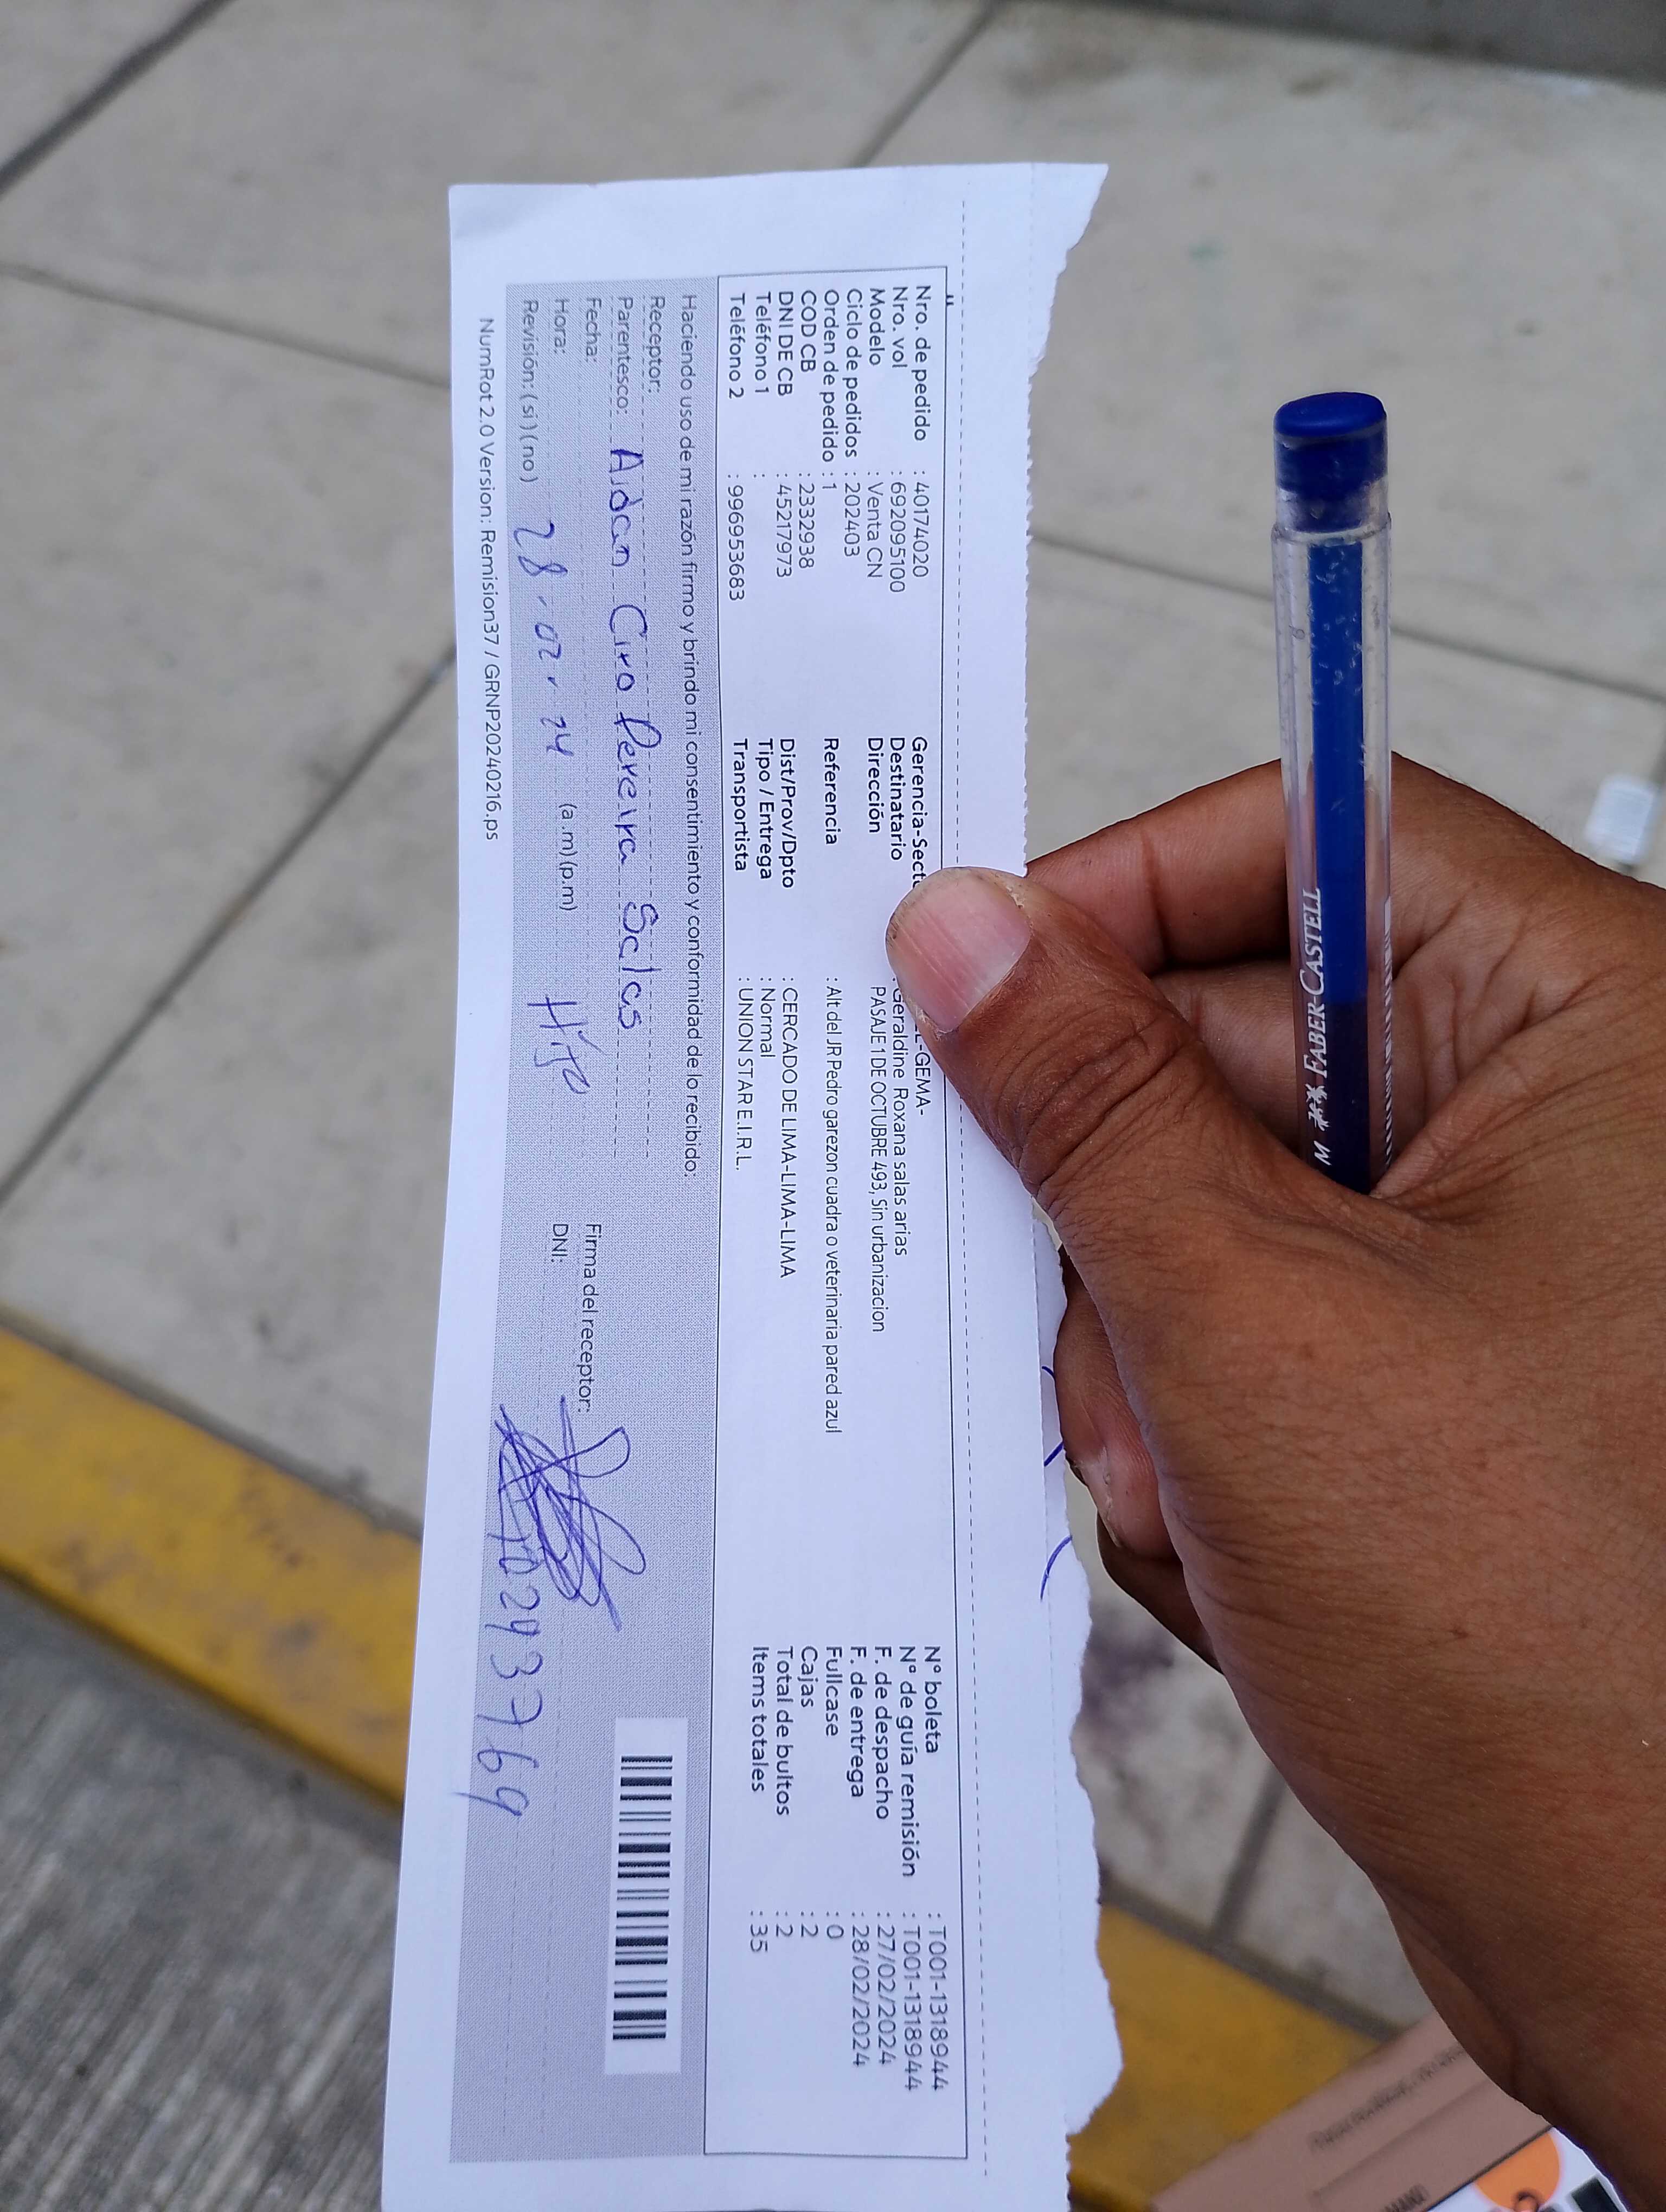 Nro. de pedido : 40174020
Nro. vol : 692095100
Modelo : Venta CN
Ciclo de pedidos : 202403
Orden de pedido : 1
COD CB : 2332938
DNI DE CB : 45217973
Teléfono 1 :
Teléfono 2 : 996953683
Gerencia-Sect -GEMA-
Destinatario : Geraldine Roxana salas arias
Dirección PASAJE 1 DE OCTUBRE 493, Sin urbanizacion
Referencia : Alt del JR Pedro garezon cuadra o veterinaria pared azul
Dist/Prov/Dpto : CERCADO DE LIMA-LIMA-LIMA
Tipo / Entrega : Normal
Transportista : UNION STAR E.I.R.L.
N° boleta : T001-1318944
N° de guía remisión : T001-1318944
F. de despacho : 27/02/2024
F. de entrega : 28/02/2024
Fullcase : 0
Cajas : 2
Total de bultos : 2
Items totales : 35
Haciendo uso de mi razón firmo y brindo mi consentimiento y conformidad de lo recibido:
Receptor:
Parentesco: Aidan Ciro Pereira Salas
Fecha:
Hora: 28-02-24 (a.m)(p.m) Hijo
Revisión: (si) (no)
Firma del receptor:
DNI: 70293769
NumRot 2.0 Version: Remision37 / GRNP20240216.ps
FABER-CASTELL